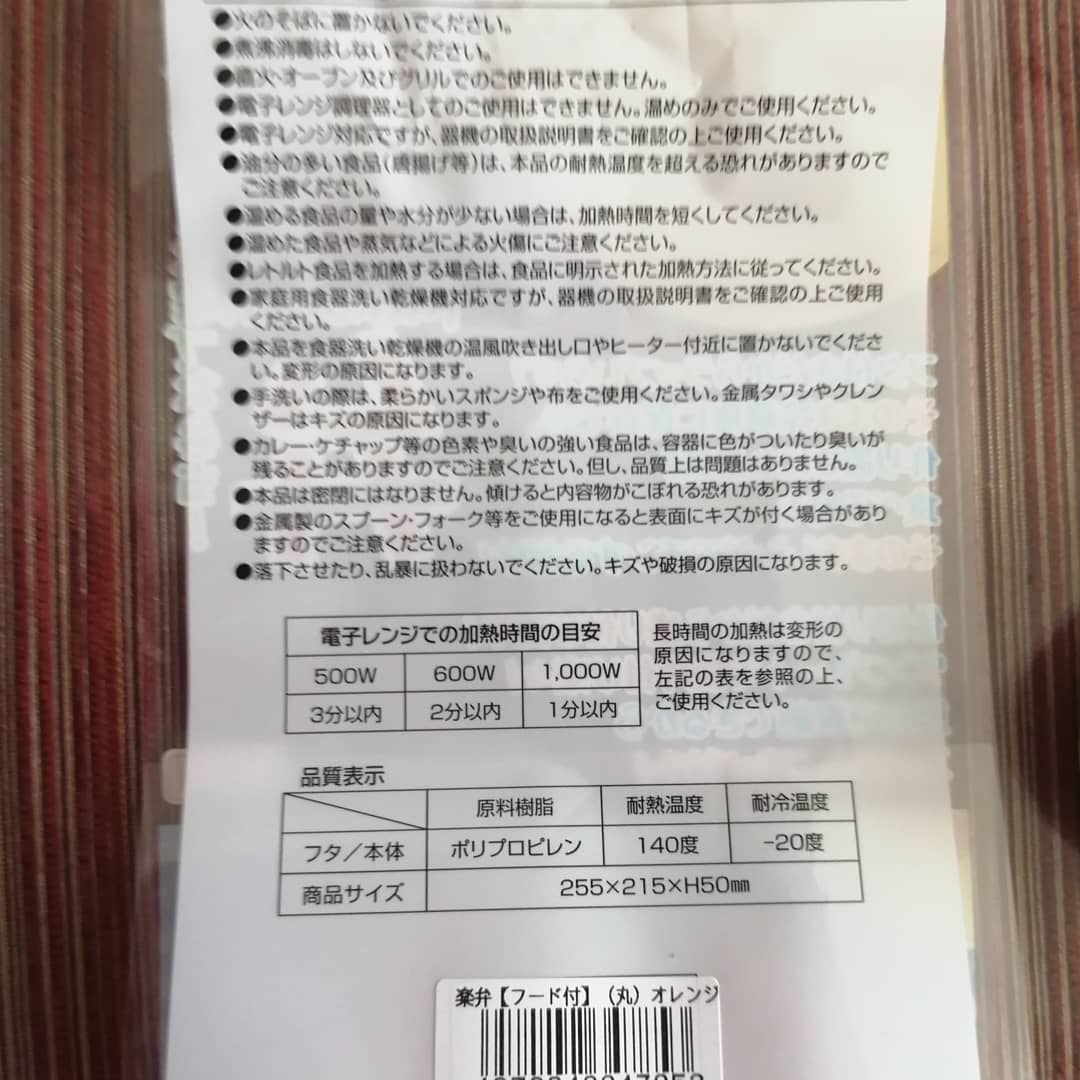 ●火のそばに置かないでください。
●煮沸消毒はしないでください。
●直火・オーブン及びグリルでのご使用はできません。
●電子レンジ調理器としてのご使用はできません。温めのみでご使用ください。
●電子レンジ対応ですが、器機の取扱説明書をご確認の上ご使用ください。
●油分の多い食品(唐揚げ等)は、本品の耐熱温度を超える恐れがありますので
ご注意ください。
●温める食品の量や水分が少ない場合は、加熱時間を短くしてください。
●温めた食品や蒸気などによる火傷にご注意ください。
●レトルト食品を加熱する場合は、食品に明示された加熱方法に従ってください。
●家庭用食器洗い乾燥機対応ですが、器機の取扱説明書をご確認の上ご使用
ください。
●本品を食器洗い乾燥機の温風吹き出し口やヒーター付近に置かないでくださ
い。変形の原因になります。
●手洗いの際は、柔らかいスポンジや布をご使用ください。金属タワシやクレン
ザーはキズの原因になります。
●カレー・ケチャップ等の色素や臭いの強い食品は、容器に色がついたり臭いが
残ることがありますのでご注意ください。但し、品質上は問題はありません。
●本品は密閉にはなりません。傾けると内容物がこぼれる恐れがあります。
●金属製のスプーン・フォーク等をご使用になると表面にキズが付く場合があり
ますのでご注意ください。
●落下させたり、乱暴に扱わないでください。キズや破損の原因になります。
電子レンジでの加熱時間の目安
500W 600W 1,000W
3分以内 2分以内 1分以内
長時間の加熱は変形の
原因になりますので、
左記の表を参照の上、
ご使用ください。
品質表示
原料樹脂 耐熱温度 耐冷温度
フタ/本体 ポリプロピレン 140度 -20度
商品サイズ 255×215×H50㎜
楽弁【フード付】(丸)オレンジ